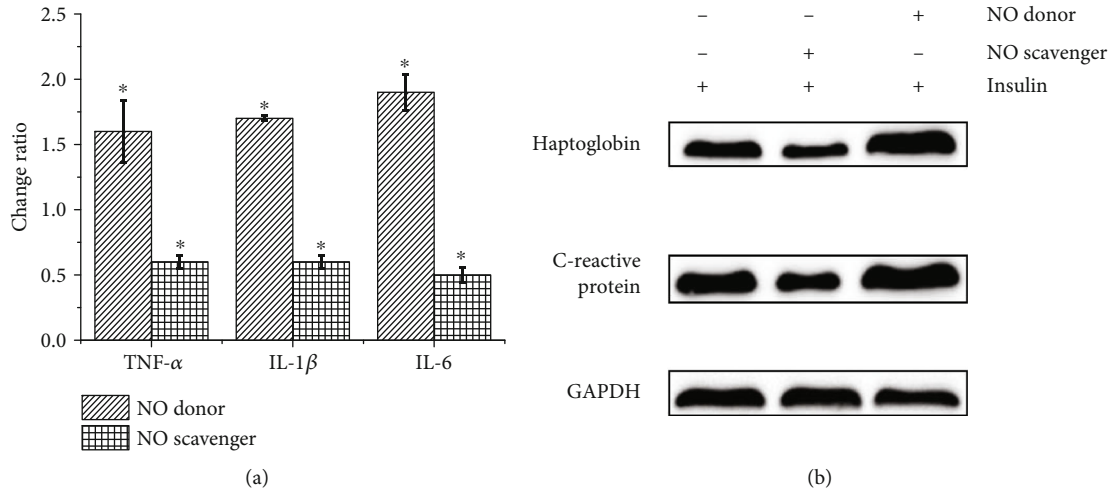 2.5
2.0
1.5
1.0
0.5
0.0
Change ratio
* * * * * *
TNF-α IL-1β IL-6
NO donor
NO scavenger
(a)
– – + NO donor
– + – NO scavenger
+ + + Insulin
Haptoglobin
C-reactive
protein
GAPDH
(b)